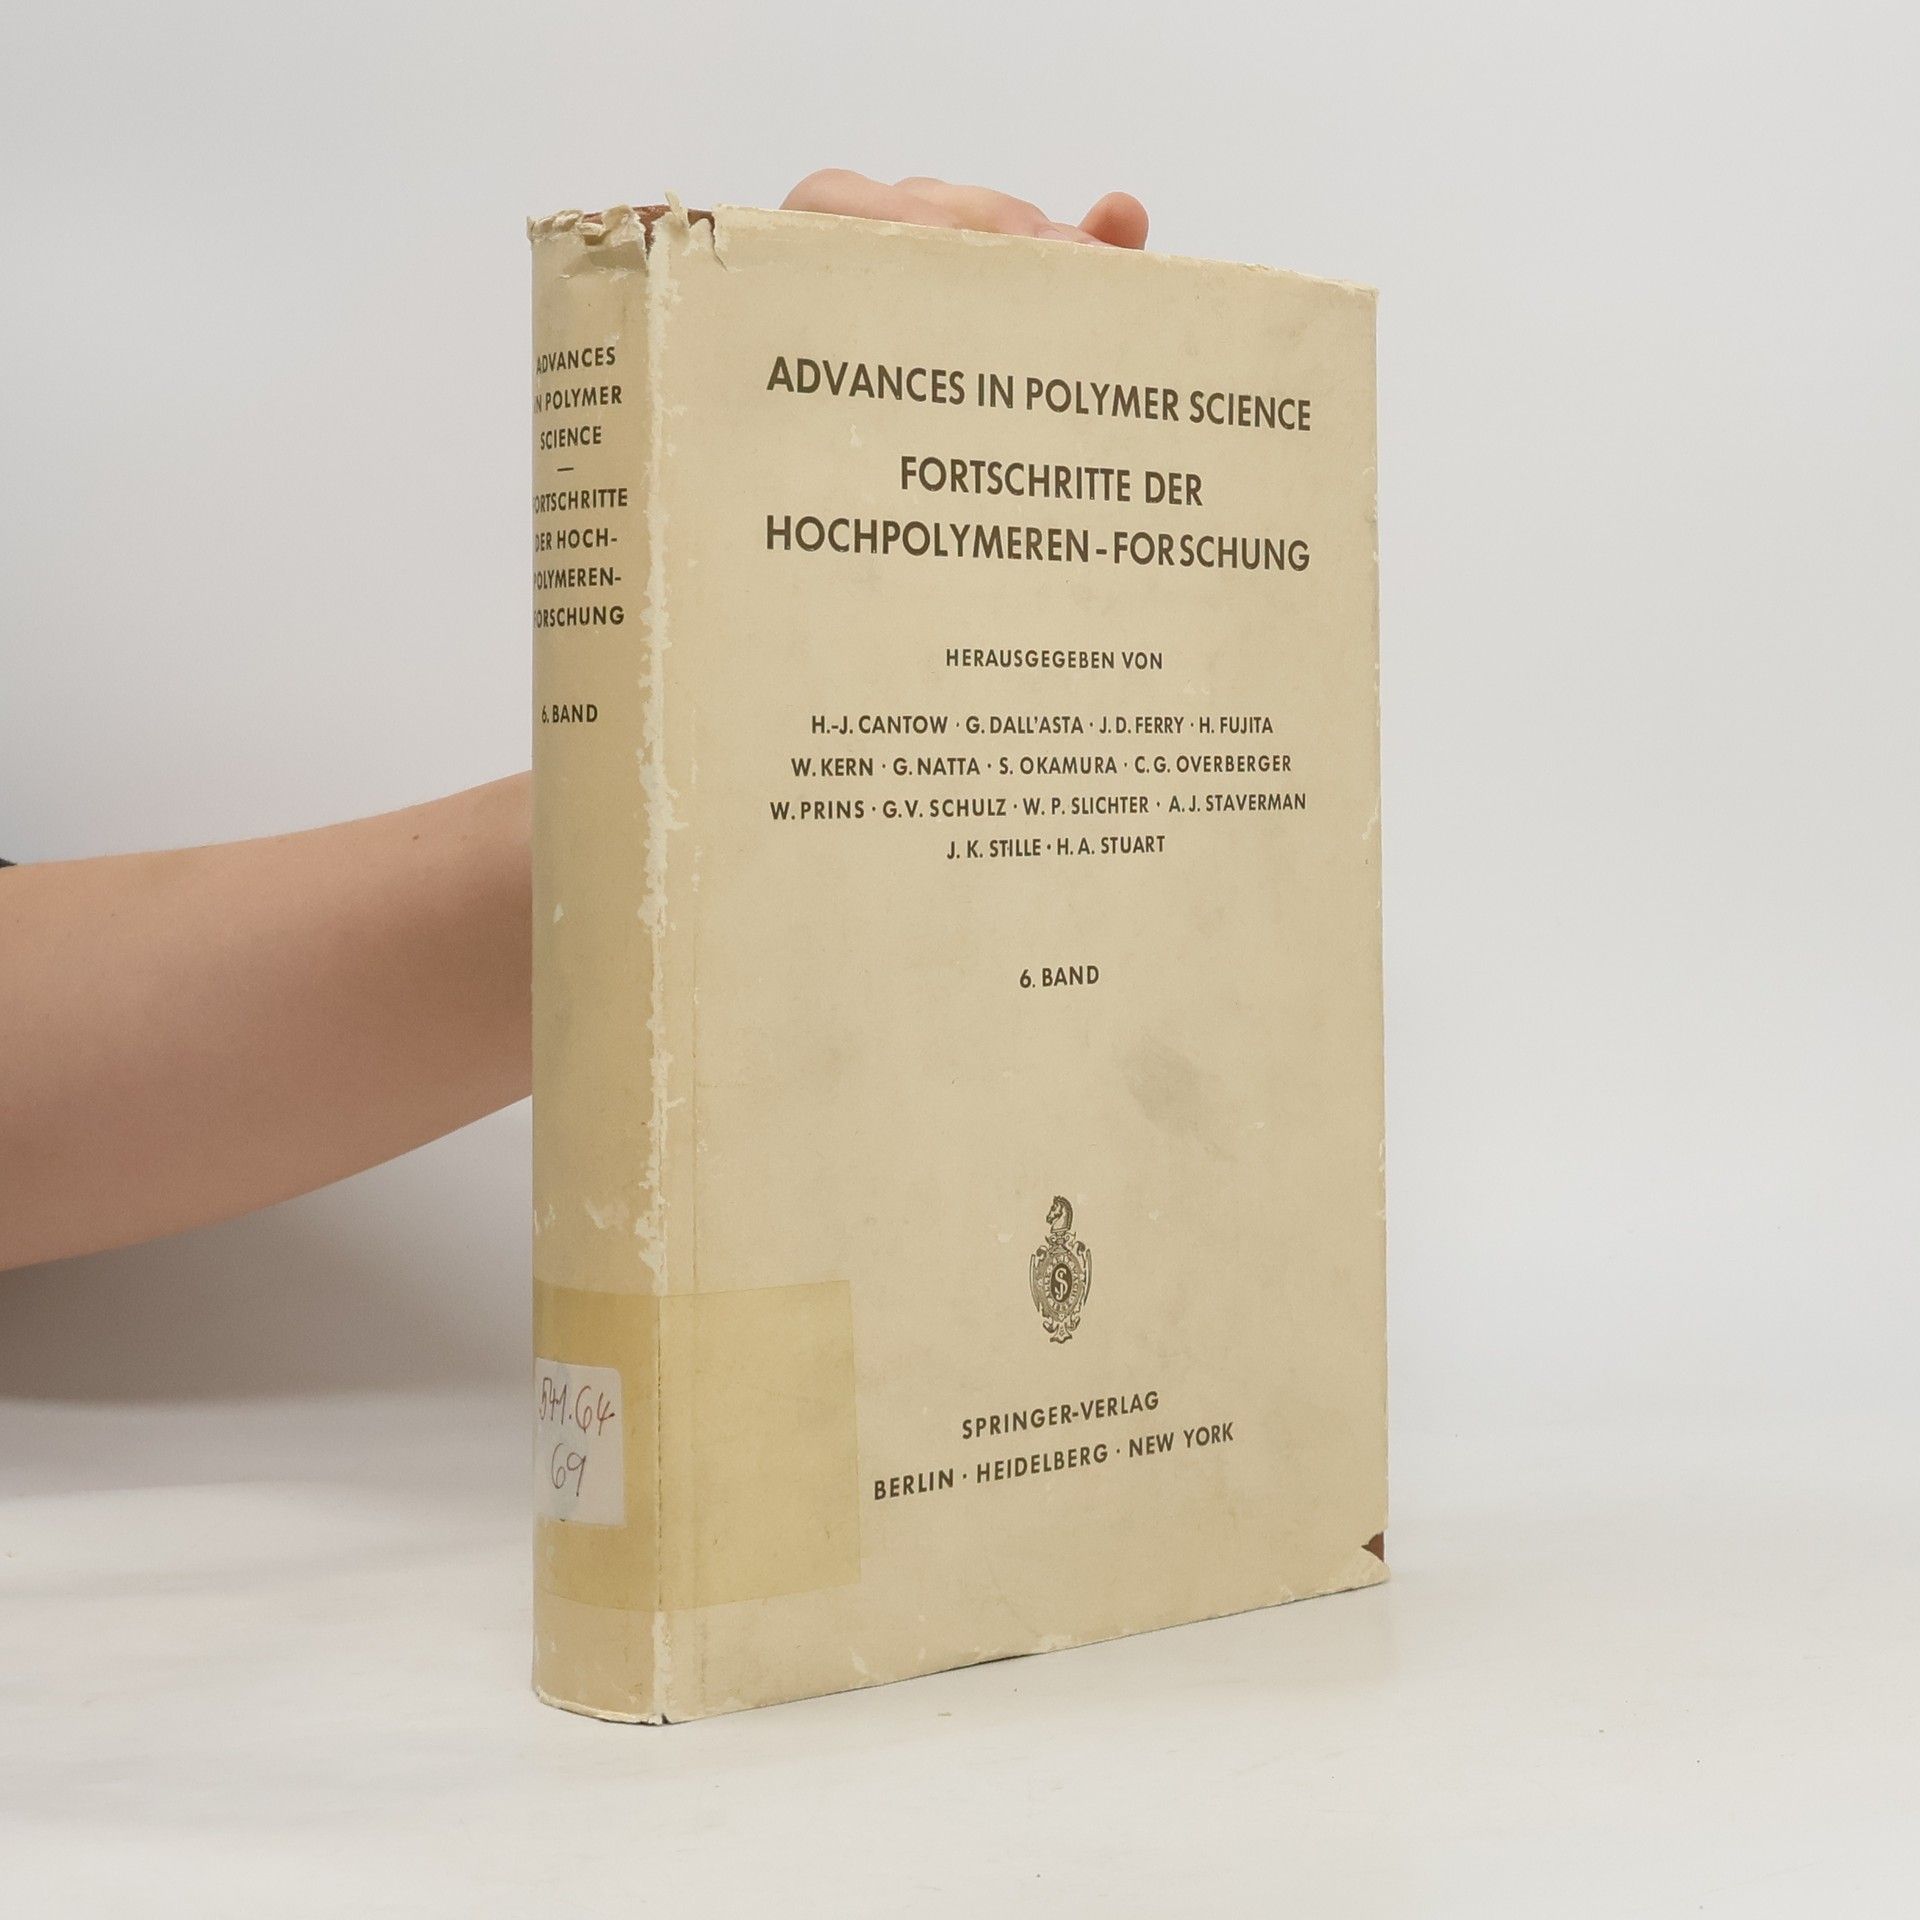 ADVANCES
IN POLYMER
SCIENCE
—
FORTSCHRITTE
DER HOCH-
POLYMEREN-
FORSCHUNG
6. BAND
541.64
69
ADVANCES IN POLYMER SCIENCE
FORTSCHRITTE DER
HOCHPOLYMEREN-FORSCHUNG
HERAUSGEGEBEN VON
H.-J. CANTOW · G. DALL'ASTA · J. D. FERRY · H. FUJITA
W. KERN · G. NATTA · S. OKAMURA · C. G. OVERBERGER
W. PRINS · G. V. SCHULZ · W. P. SLICHTER · A. J. STAVERMAN
J. K. STILLE · H. A. STUART
6. BAND
SPRINGER-VERLAG
BERLIN · HEIDELBERG · NEW YORK